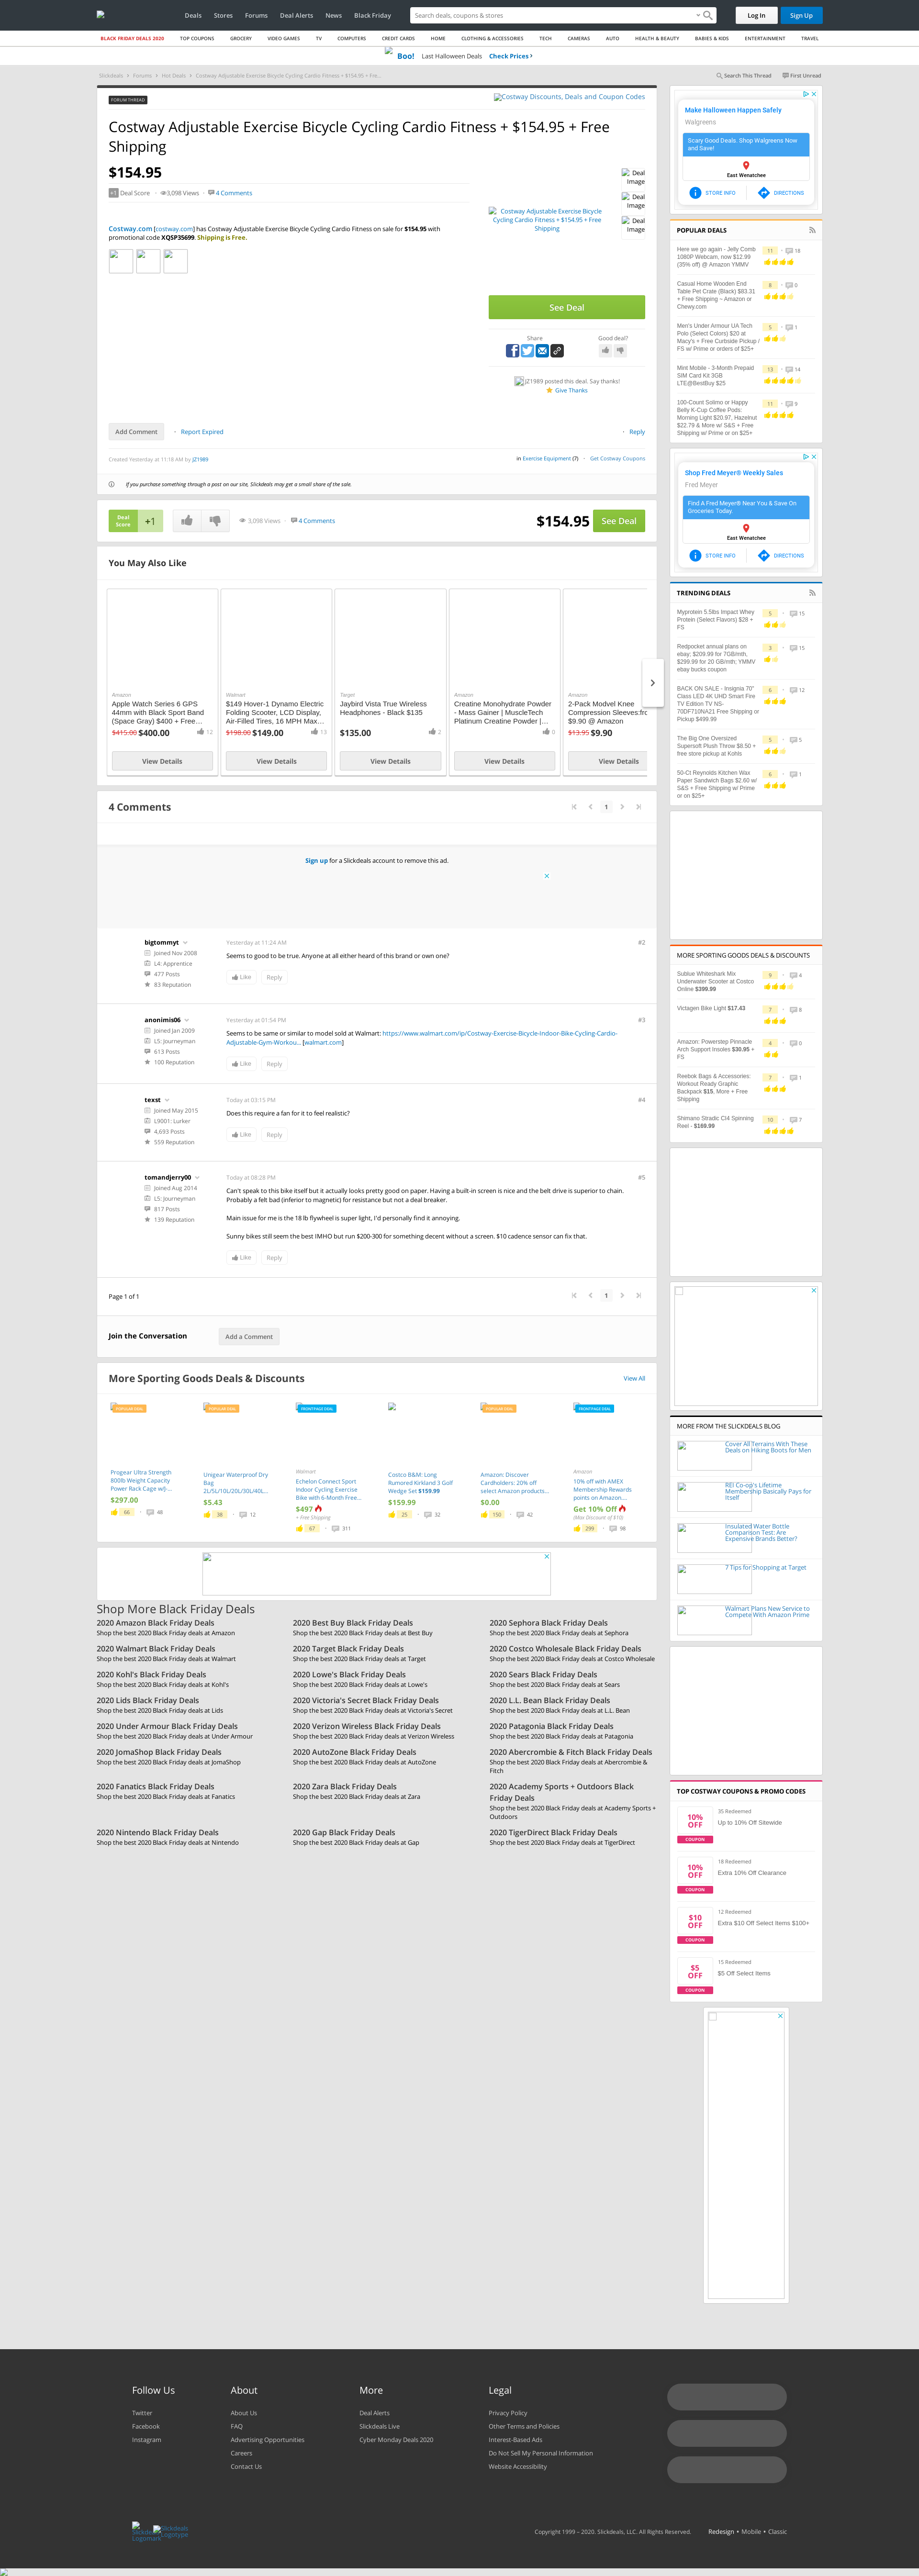 Deals Stores Forums Deal Alerts News Black Friday
Search deals, coupons & stores
Log In Sign Up
BLACK FRIDAY DEALS 2020 TOP COUPONS GROCERY VIDEO GAMES TV COMPUTERS CREDIT CARDS HOME CLOTHING & ACCESSORIES TECH CAMERAS AUTO HEALTH & BEAUTY BABIES & KIDS ENTERTAINMENT TRAVEL
Boo! Last Halloween Deals Check Prices
Slickdeals Forums Hot Deals Costway Adjustable Exercise Bicycle Cycling Cardio Fitness + $154.95 + Fre...
Search This Thread First Unread
FORUM THREAD
Costway Discounts, Deals and Coupon Codes
Costway Adjustable Exercise Bicycle Cycling Cardio Fitness + $154.95 + Free
Shipping
$154.95
+1 Deal Score 3,098 Views 4 Comments
Costway.com [costway.com] has Costway Adjustable Exercise Bicycle Cycling Cardio Fitness on sale for $154.95 with
promotional code XQSP35699. Shipping is Free.
Costway Adjustable Exercise Bicycle
Cycling Cardio Fitness + $154.95 + Free
Shipping
Deal
Image
Deal
Image
Deal
Image
See Deal
Share
Good deal?
JZ1989 posted this deal. Say thanks!
Give Thanks
Add Comment Report Expired Reply
Created Yesterday at 11:18 AM by JZ1989
in Exercise Equipment (7) Get Costway Coupons
If you purchase something through a post on our site, Slickdeals may get a small share of the sale.
Deal
Score
+1
3,098 Views 4 Comments
$154.95 See Deal
You May Also Like
Amazon
Apple Watch Series 6 GPS
44mm with Black Sport Band
(Space Gray) $400 + Free…
$415.00 $400.00 12
View Details
Walmart
$149 Hover-1 Dynamo Electric
Folding Scooter, LCD Display,
Air-Filled Tires, 16 MPH Max…
$198.00 $149.00 13
View Details
Target
Jaybird Vista True Wireless
Headphones - Black $135
$135.00 2
View Details
Amazon
Creatine Monohydrate Powder
- Mass Gainer | MuscleTech
Platinum Creatine Powder |…
0
View Details
Amazon
2-Pack Modvel Knee
Compression Sleeves:fro
$9.90 @ Amazon
$13.95 $9.90
View Details
4 Comments
1
Sign up for a Slickdeals account to remove this ad.
bigtommyt
Joined Nov 2008
L4: Apprentice
477 Posts
83 Reputation
Yesterday at 11:24 AM #2
Seems to good to be true. Anyone at all either heard of this brand or own one?
Like Reply
anonimis06
Joined Jan 2009
L5: Journeyman
613 Posts
100 Reputation
Yesterday at 01:54 PM #3
Seems to be same or similar to model sold at Walmart: https://www.walmart.com/ip/Costway-Exercise-Bicycle-Indoor-Bike-Cycling-Cardio-
Adjustable-Gym-Workou... [walmart.com]
Like Reply
texst
Joined May 2015
L9001: Lurker
4,693 Posts
559 Reputation
Today at 03:15 PM #4
Does this require a fan for it to feel realistic?
Like Reply
tomandjerry00
Joined Aug 2014
L5: Journeyman
817 Posts
139 Reputation
Today at 08:28 PM #5
Can't speak to this bike itself but it actually looks pretty good on paper. Having a built-in screen is nice and the belt drive is superior to chain.
Probably a felt bad (inferior to magnetic) for resistance but not a deal breaker.
Main issue for me is the 18 lb flywheel is super light, I'd personally find it annoying.
Sunny bikes still seem the best IMHO but run $200-300 for something decent without a screen. $10 cadence sensor can fix that.
Like Reply
Page 1 of 1
1
Join the Conversation Add a Comment
More Sporting Goods Deals & Discounts View All
POPULAR DEAL
Progear Ultra Strength
800lb Weight Capacity
Power Rack Cage w/J-...
$297.00
66 48
POPULAR DEAL
Unigear Waterproof Dry
Bag
2L/5L/10L/20L/30L/40L...
$5.43
38 12
FRONTPAGE DEAL
Walmart
Echelon Connect Sport
Indoor Cycling Exercise
Bike with 6-Month Free...
$497
+ Free Shipping
67 311
Costco B&M: Long
Rumored Kirkland 3 Golf
Wedge Set $159.99
$159.99
25 32
POPULAR DEAL
Amazon: Discover
Cardholders: 20% off
select Amazon products...
$0.00
150 42
FRONTPAGE DEAL
Amazon
10% off with AMEX
Membership Rewards
points on Amazon...
Get 10% Off
(Max Discount of $10)
299 98
Shop More Black Friday Deals
2020 Amazon Black Friday Deals
Shop the best 2020 Black Friday deals at Amazon
2020 Best Buy Black Friday Deals
Shop the best 2020 Black Friday deals at Best Buy
2020 Sephora Black Friday Deals
Shop the best 2020 Black Friday deals at Sephora
2020 Walmart Black Friday Deals
Shop the best 2020 Black Friday deals at Walmart
2020 Target Black Friday Deals
Shop the best 2020 Black Friday deals at Target
2020 Costco Wholesale Black Friday Deals
Shop the best 2020 Black Friday deals at Costco Wholesale
2020 Kohl's Black Friday Deals
Shop the best 2020 Black Friday deals at Kohl's
2020 Lowe's Black Friday Deals
Shop the best 2020 Black Friday deals at Lowe's
2020 Sears Black Friday Deals
Shop the best 2020 Black Friday deals at Sears
2020 Lids Black Friday Deals
Shop the best 2020 Black Friday deals at Lids
2020 Victoria's Secret Black Friday Deals
Shop the best 2020 Black Friday deals at Victoria's Secret
2020 L.L. Bean Black Friday Deals
Shop the best 2020 Black Friday deals at L.L. Bean
2020 Under Armour Black Friday Deals
Shop the best 2020 Black Friday deals at Under Armour
2020 Verizon Wireless Black Friday Deals
Shop the best 2020 Black Friday deals at Verizon Wireless
2020 Patagonia Black Friday Deals
Shop the best 2020 Black Friday deals at Patagonia
2020 JomaShop Black Friday Deals
Shop the best 2020 Black Friday deals at JomaShop
2020 AutoZone Black Friday Deals
Shop the best 2020 Black Friday deals at AutoZone
2020 Abercrombie & Fitch Black Friday Deals
Shop the best 2020 Black Friday deals at Abercrombie &
Fitch
2020 Fanatics Black Friday Deals
Shop the best 2020 Black Friday deals at Fanatics
2020 Zara Black Friday Deals
Shop the best 2020 Black Friday deals at Zara
2020 Academy Sports + Outdoors Black
Friday Deals
Shop the best 2020 Black Friday deals at Academy Sports +
Outdoors
2020 Nintendo Black Friday Deals
Shop the best 2020 Black Friday deals at Nintendo
2020 Gap Black Friday Deals
Shop the best 2020 Black Friday deals at Gap
2020 TigerDirect Black Friday Deals
Shop the best 2020 Black Friday deals at TigerDirect
Make Halloween Happen Safely
Walgreens
Scary Good Deals. Shop Walgreens Now
and Save!
East Wenatchee
STORE INFO DIRECTIONS
POPULAR DEALS
Here we go again - Jelly Comb
1080P Webcam, now $12.99
(35% off) @ Amazon YMMV
11 18
Casual Home Wooden End
Table Pet Crate (Black) $83.31
+ Free Shipping ~ Amazon or
Chewy.com
8 0
Men's Under Armour UA Tech
Polo (Select Colors) $20 at
Macy's + Free Curbside Pickup /
FS w/ Prime or orders of $25+
5 1
Mint Mobile - 3-Month Prepaid
SIM Card Kit 3GB
LTE@BestBuy $25
13 14
100-Count Solimo or Happy
Belly K-Cup Coffee Pods:
Morning Light $20.97, Hazelnut
$22.79 & More w/ S&S + Free
Shipping w/ Prime or on $25+
11 9
Shop Fred Meyer® Weekly Sales
Fred Meyer
Find A Fred Meyer® Near You & Save On
Groceries Today.
East Wenatchee
STORE INFO DIRECTIONS
TRENDING DEALS
Myprotein 5.5lbs Impact Whey
Protein (Select Flavors) $28 +
FS
5 15
Redpocket annual plans on
ebay; $209.99 for 7GB/mth,
$299.99 for 20 GB/mth. YMMV
ebay bucks coupon
3 15
BACK ON SALE - Insignia 70"
Class LED 4K UHD Smart Fire
TV Edition TV NS-
70DF710NA21 Free Shipping or
Pickup $499.99
6 12
The Big One Oversized
Supersoft Plush Throw $8.50 +
free store pickup at Kohls
5 5
50-Ct Reynolds Kitchen Wax
Paper Sandwich Bags $2.60 w/
S&S + Free Shipping w/ Prime
or on $25+
6 1
MORE SPORTING GOODS DEALS & DISCOUNTS
Sublue Whiteshark Mix
Underwater Scooter at Costco
Online $399.99
9 4
Victagen Bike Light $17.43
7 8
Amazon: Powerstep Pinnacle
Arch Support Insoles $30.95 +
FS
4 0
Reebok Bags & Accessories:
Workout Ready Graphic
Backpack $15, More + Free
Shipping
7 1
Shimano Stradic CI4 Spinning
Reel - $169.99
10 7
MORE FROM THE SLICKDEALS BLOG
Cover All Terrains With These
Deals on Hiking Boots for Men
REI Co-op's Lifetime
Membership Basically Pays for
Itself
Insulated Water Bottle
Comparison Test: Are
Expensive Brands Better?
7 Tips for Shopping at Target
Walmart Plans New Service to
Compete With Amazon Prime
TOP COSTWAY COUPONS & PROMO CODES
10%
OFF
COUPON
35 Redeemed
Up to 10% Off Sitewide
10%
OFF
COUPON
18 Redeemed
Extra 10% Off Clearance
$10
OFF
COUPON
12 Redeemed
Extra $10 Off Select Items $100+
$5
OFF
COUPON
15 Redeemed
$5 Off Select Items
Follow Us
Twitter
Facebook
Instagram
About
About Us
FAQ
Advertising Opportunities
Careers
Contact Us
More
Deal Alerts
Slickdeals Live
Cyber Monday Deals 2020
Legal
Privacy Policy
Other Terms and Policies
Interest-Based Ads
Do Not Sell My Personal Information
Website Accessibility
Slickdeals
Logomark
Slickdeals
Logotype
Copyright 1999 – 2020. Slickdeals, LLC. All Rights Reserved. Redesign • Mobile • Classic